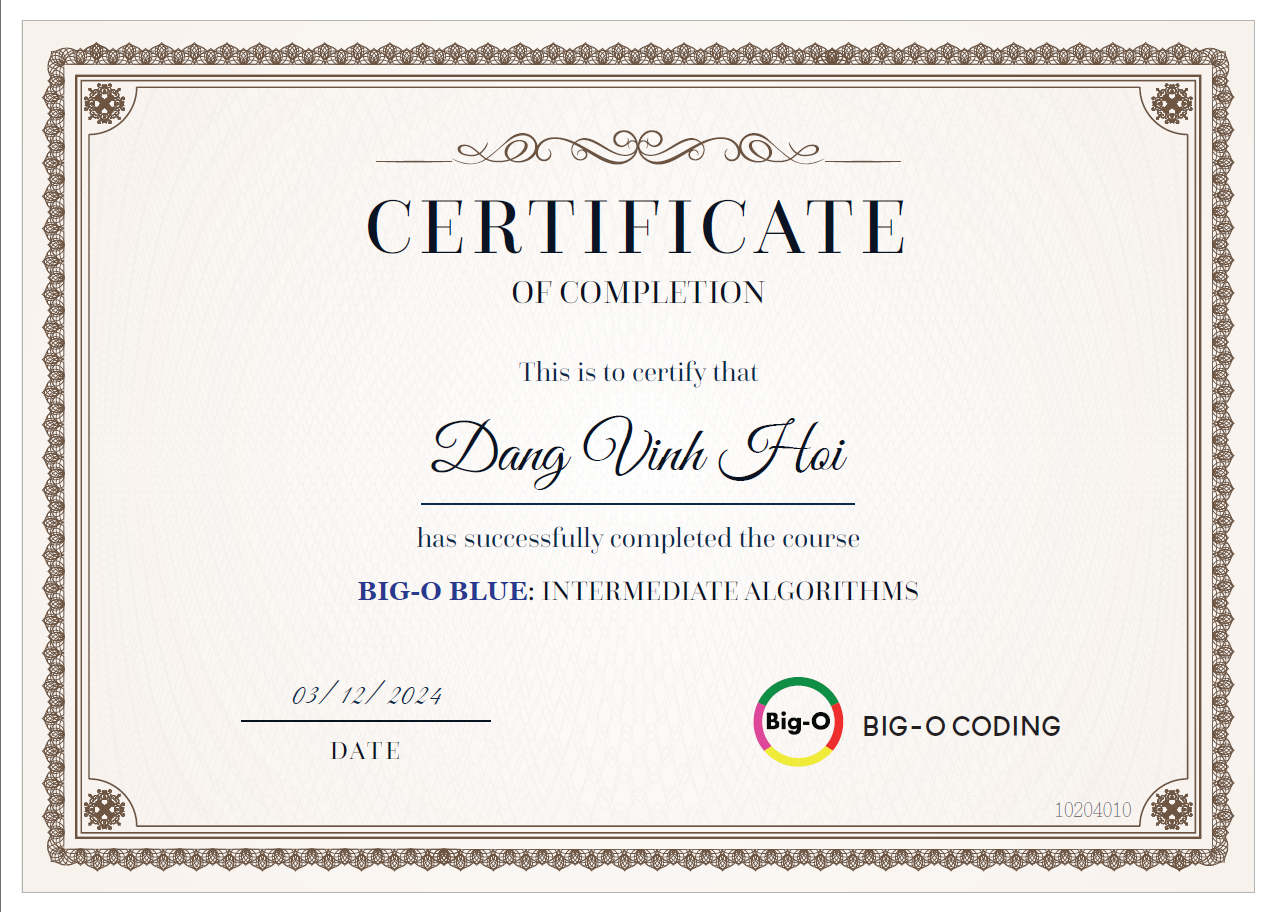 CERTIFICATE
OF COMPLETION
This is to certify that
Dang Vinh Hoi
has successfully completed the course
BIG-O BLUE: INTERMEDIATE ALGORITHMS
03/12/2024
DATE
Big-O
BIG-O CODING
10204010